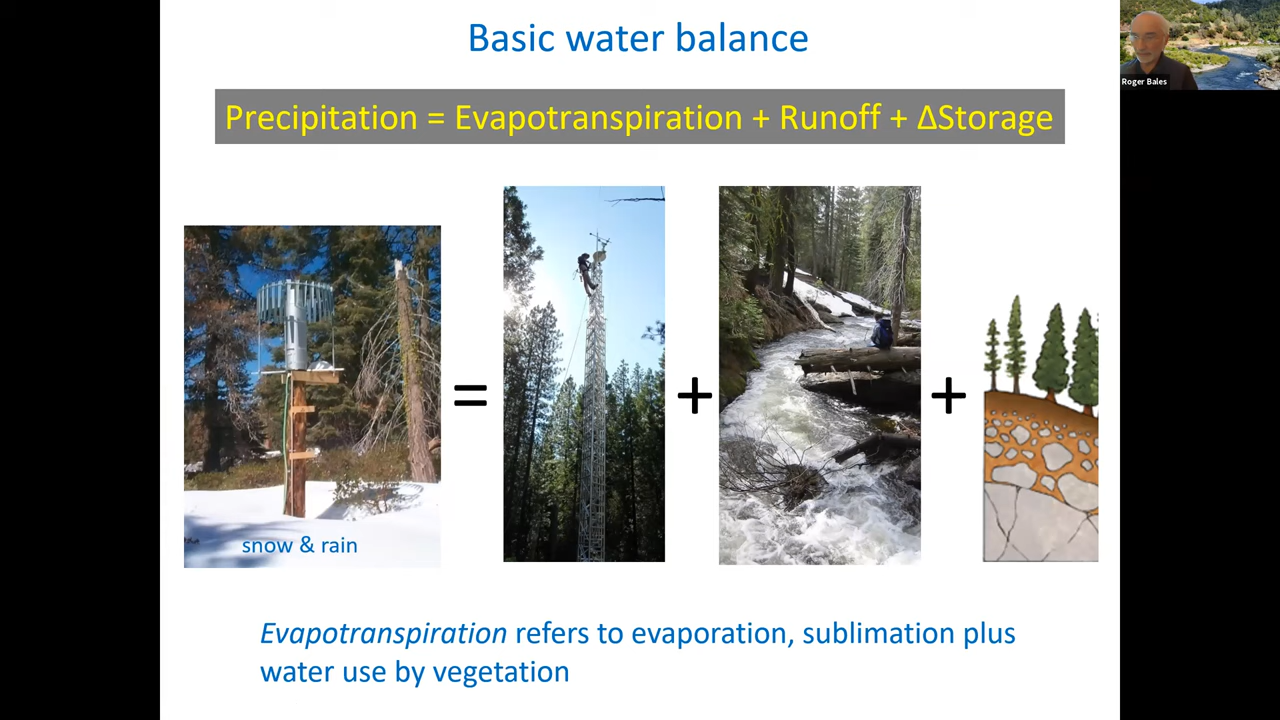 Basic water balance
Roger Bales
Precipitation = Evapotranspiration + Runoff + ΔStorage
= + +
snow & rain
Evapotranspiration refers to evaporation, sublimation plus
water use by vegetation